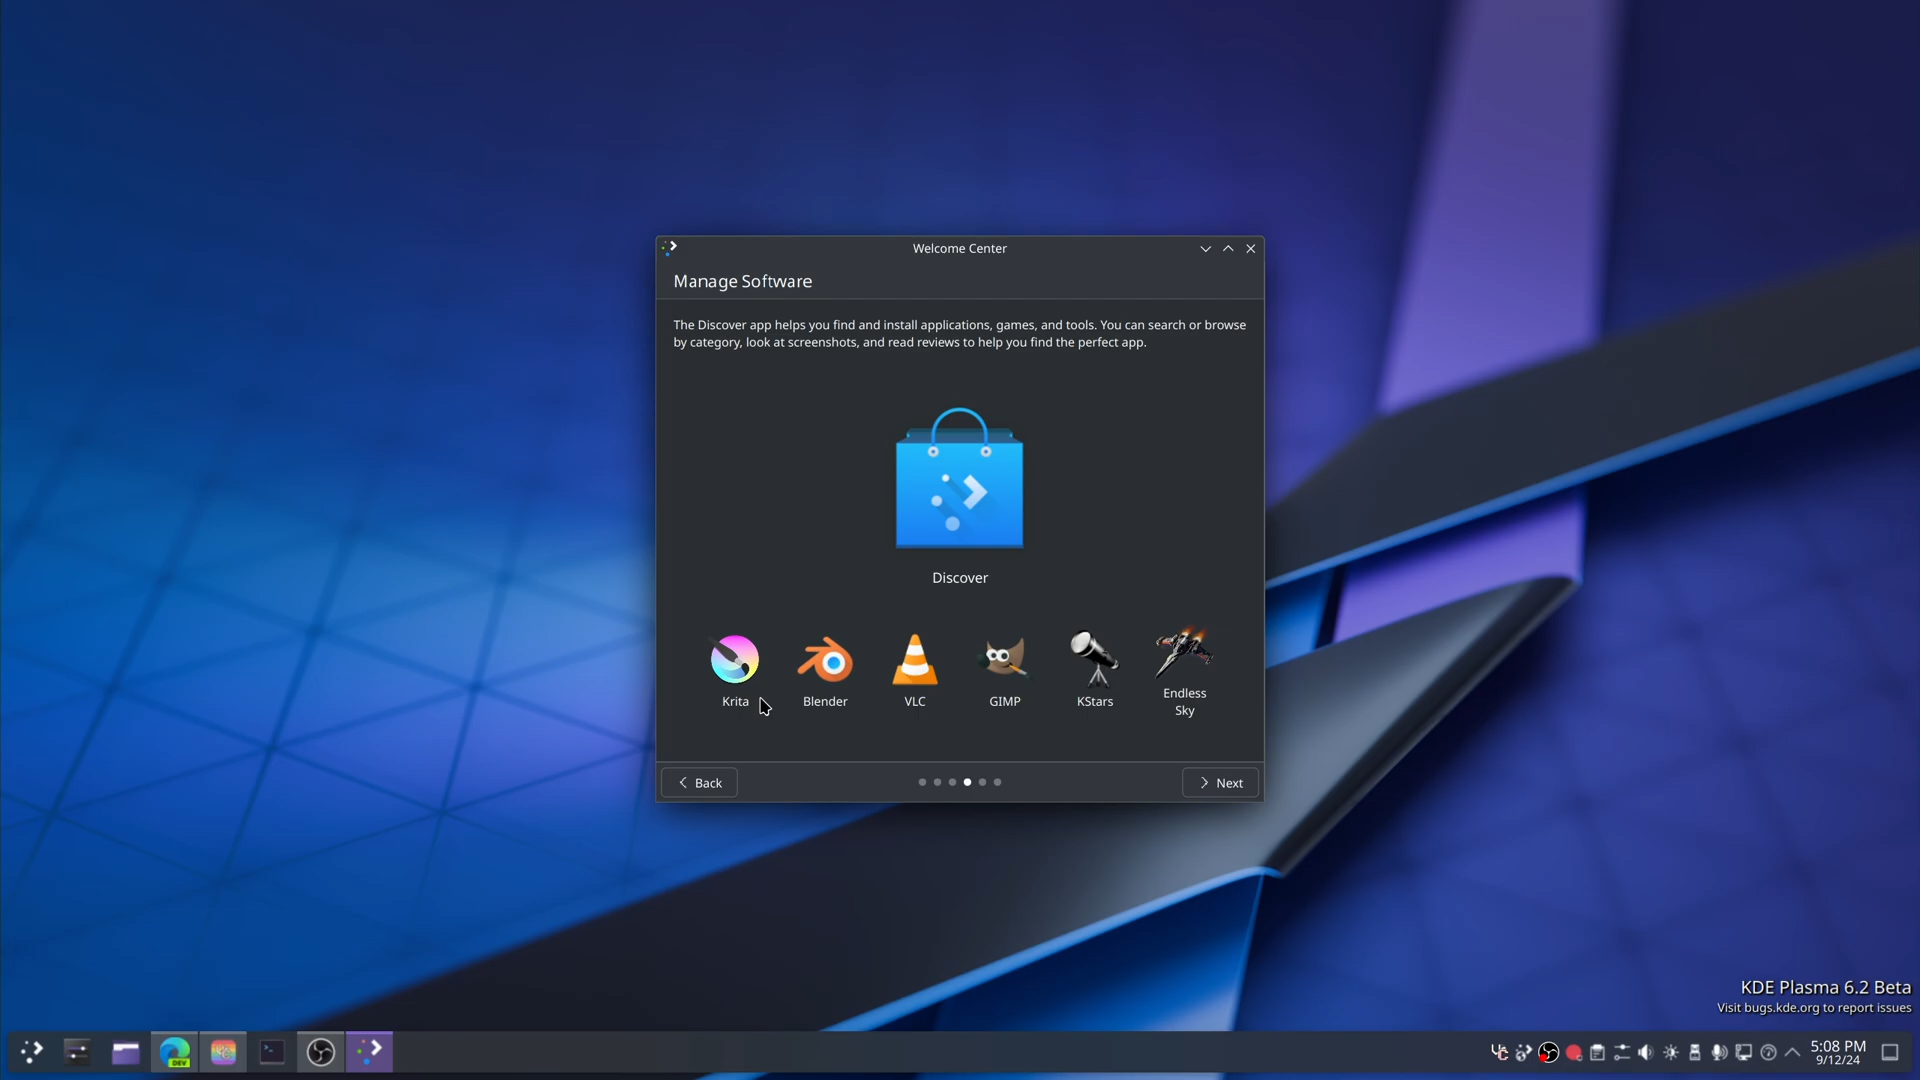 Welcome Center
Manage Software
The Discover app helps you find and install applications, games, and tools. You can search or browse
by category, look at screenshots, and read reviews to help you find the perfect app.
Discover
Krita
Blender
VLC
GIMP
KStars
Endless
Sky
Back
Next
KDE Plasma 6.2 Beta
Visit bugs.kde.org to report issues
DEV
5:08 PM
9/12/24